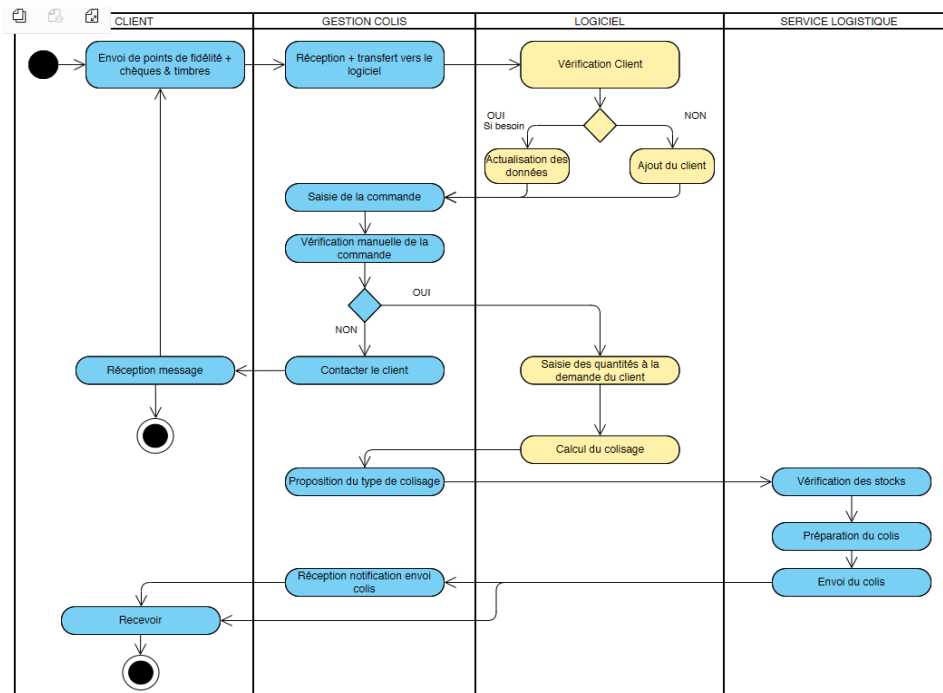 CLIENT
GESTION COLIS
LOGICIEL
SERVICE LOGISTIQUE
Envoi de points de fidélité +
chèques & timbres
Réception + transfert vers le
logiciel
Vérification Client
OUI
Si besoin
NON
Actualisation des
données
Ajout du client
Saisie de la commande
Vérification manuelle de la
commande
OUI
NON
Réception message
Contacter le client
Saisie des quantités à la
demande du client
Calcul du colisage
Proposition du type de colisage
Vérification des stocks
Préparation du colis
Réception notification envoi
colis
Envoi du colis
Recevoir